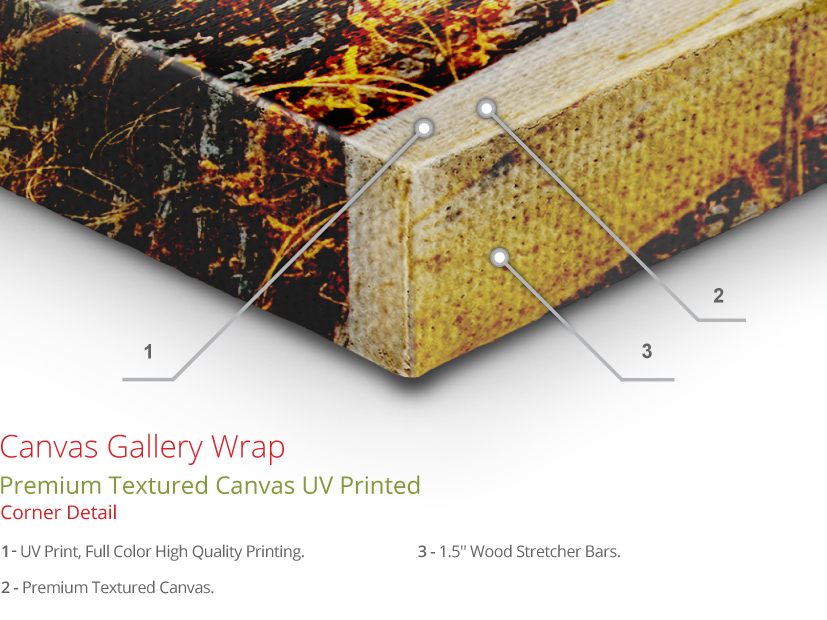 1
2
3
Canvas Gallery Wrap
Premium Textured Canvas UV Printed
Corner Detail
1 - UV Print, Full Color High Quality Printing.
3 - 1.5" Wood Stretcher Bars.
2 - Premium Textured Canvas.